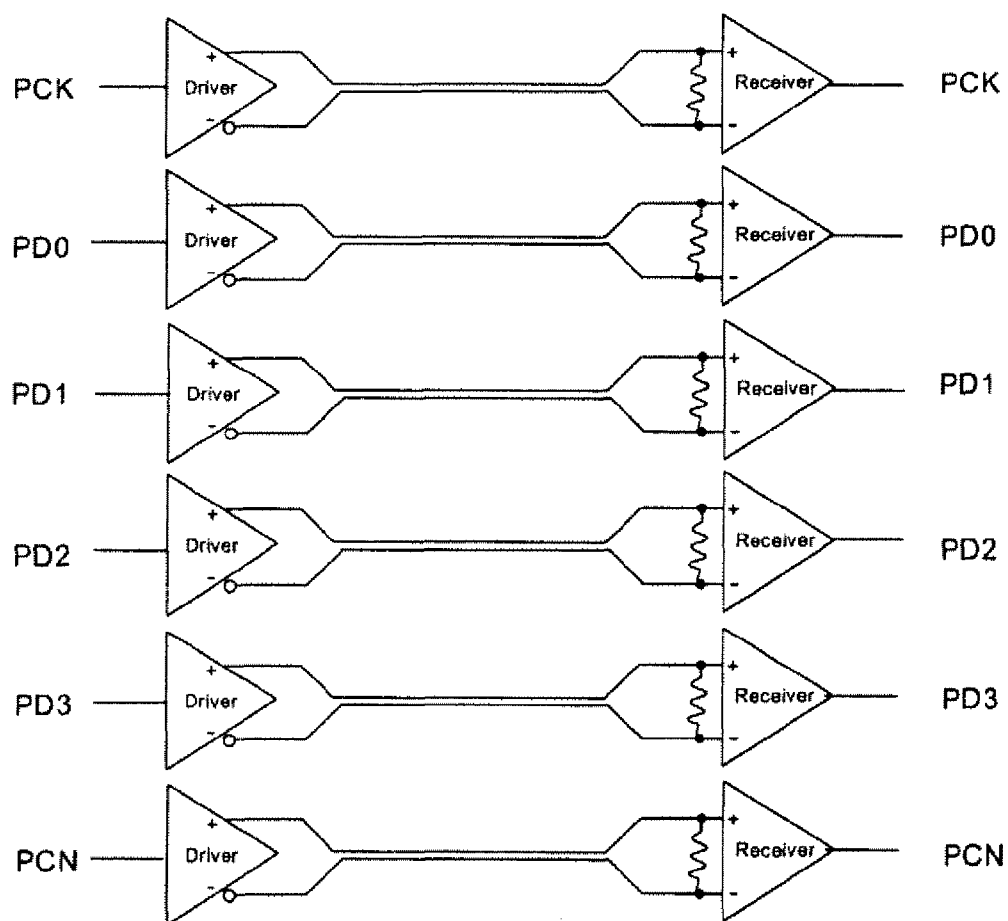 PCK + Driver - + Receiver - PCK
PD0 + Driver - + Receiver - PD0
PD1 + Driver - + Receiver - PD1
PD2 + Driver - + Receiver - PD2
PD3 + Driver - + Receiver - PD3
PCN + Driver - + Receiver - PCN